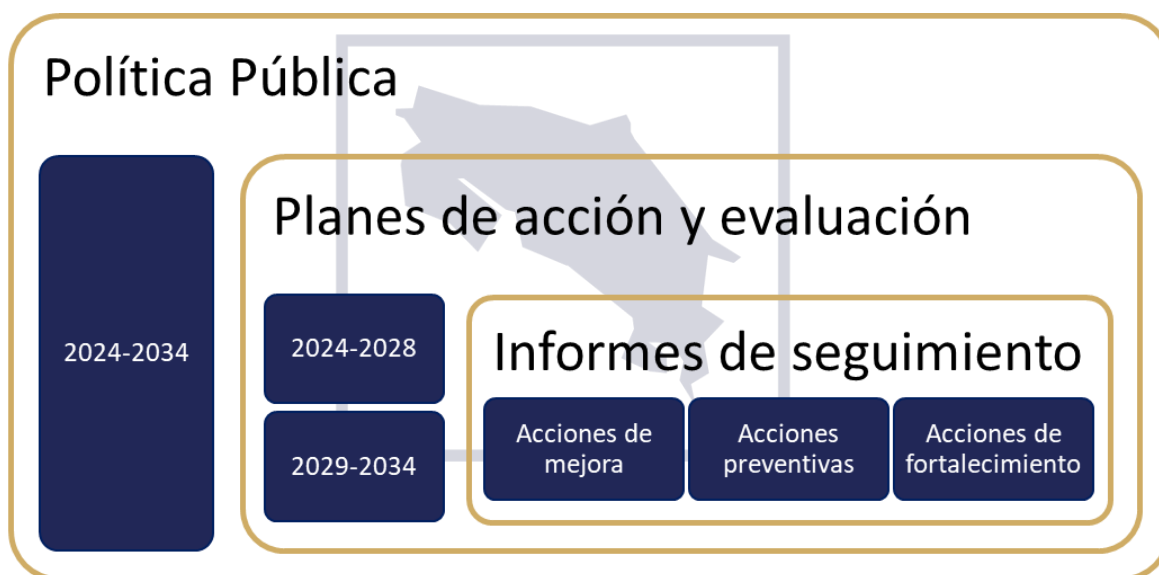 Política Pública
2024-2034
Planes de acción y evaluación
2024-2028
2029-2034
Informes de seguimiento
Acciones de
mejora
Acciones
preventivas
Acciones de
fortalecimiento